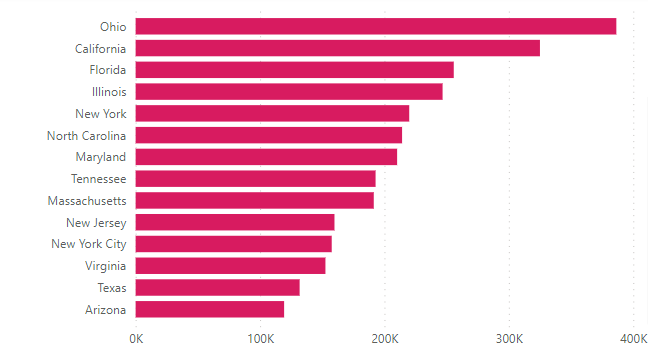 Ohio
California
Florida
Illinois
New York
North Carolina
Maryland
Tennessee
Massachusetts
New Jersey
New York City
Virginia
Texas
Arizona
0K 100K 200K 300K 400K